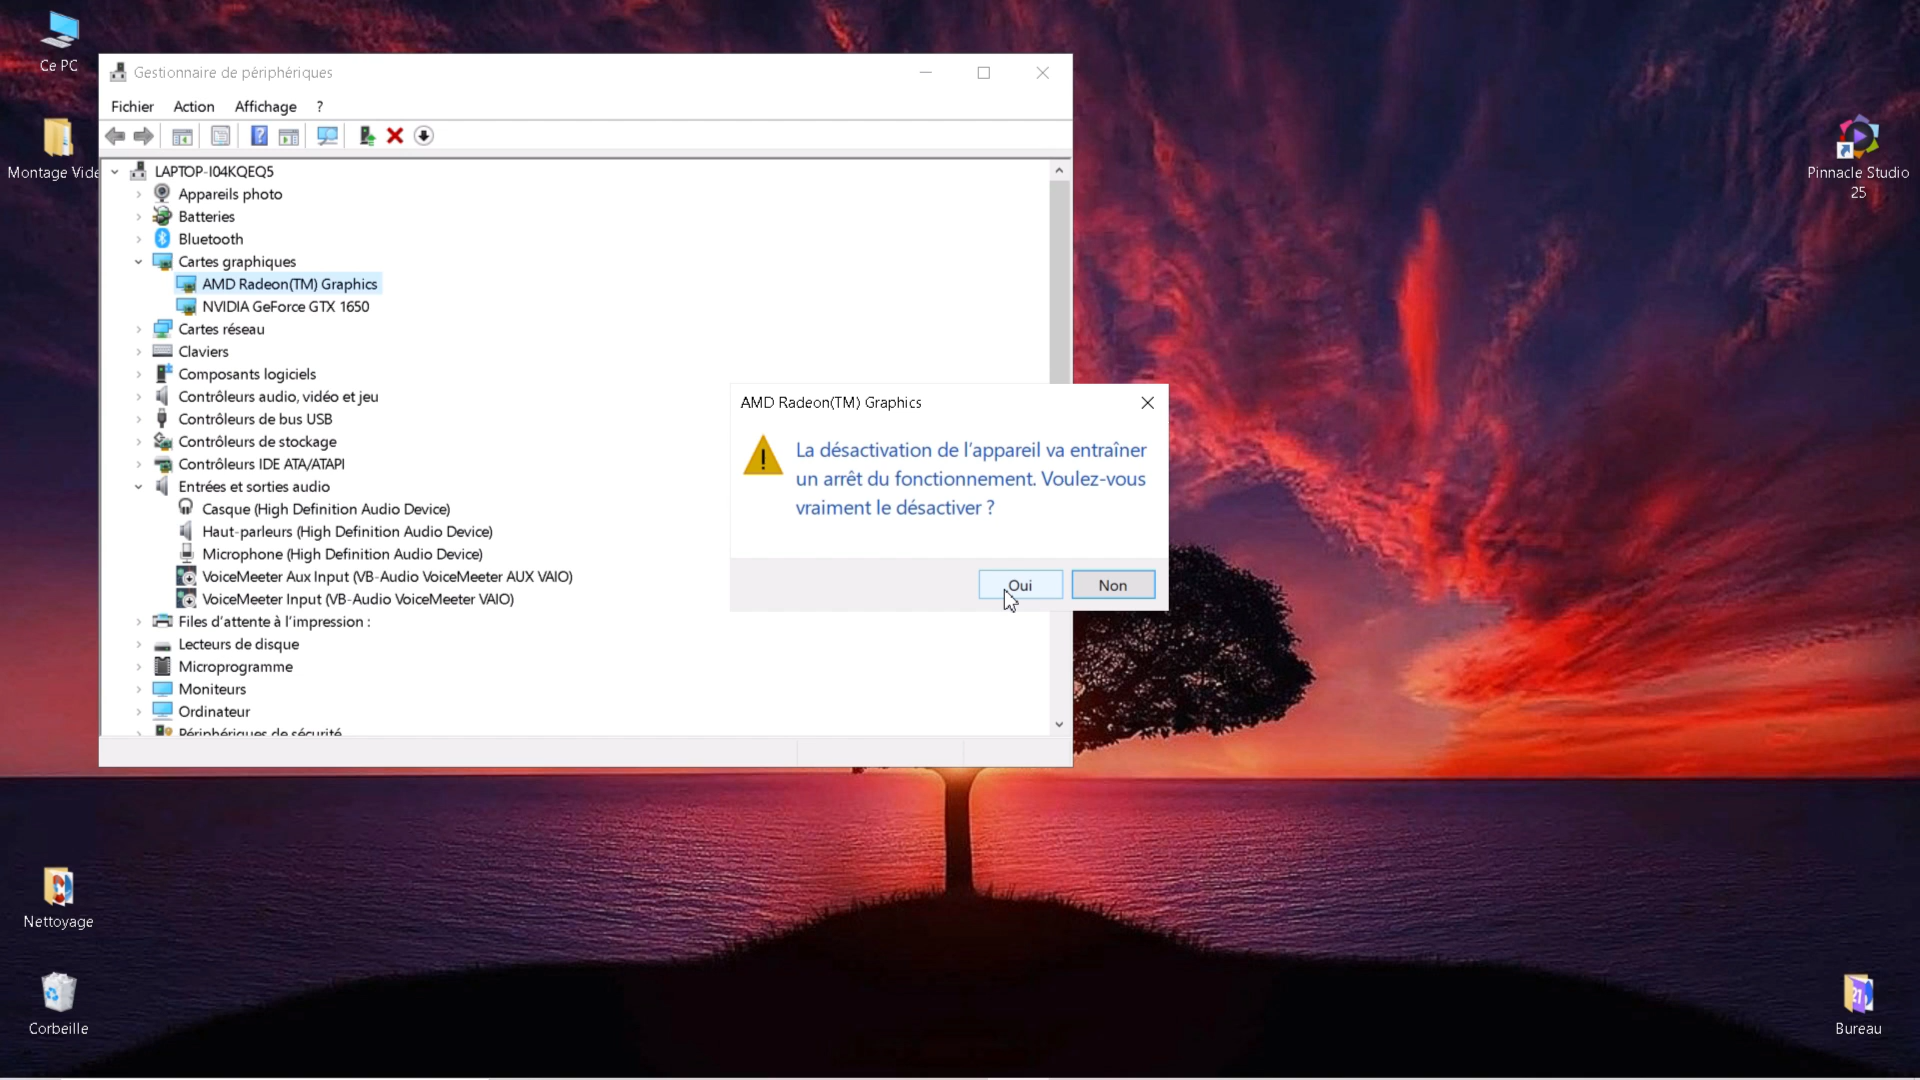 Ce PC
Montage Vide
Gestionnaire de périphériques
Fichier Action Affichage ?
LAPTOP-I04KQEQ5
Appareils photo
Batteries
Bluetooth
Cartes graphiques
AMD Radeon(TM) Graphics
NVIDIA GeForce GTX 1650
Cartes réseau
Claviers
Composants logiciels
Contrôleurs audio, vidéo et jeu
Contrôleurs de bus USB
Contrôleurs de stockage
Contrôleurs IDE ATA/ATAPI
Entrées et sorties audio
Casque (High Definition Audio Device)
Haut-parleurs (High Definition Audio Device)
Microphone (High Definition Audio Device)
VoiceMeeter Aux Input (VB-Audio VoiceMeeter AUX VAIO)
VoiceMeeter Input (VB-Audio VoiceMeeter VAIO)
Files d'attente à l'impression :
Lecteurs de disque
Microprogramme
Moniteurs
Ordinateur
Périphériques de sécurité
AMD Radeon(TM) Graphics
La désactivation de l'appareil va entraîner
un arrêt du fonctionnement. Voulez-vous
vraiment le désactiver ?
Oui Non
Pinnacle Studio
25
Nettoyage
Corbeille
Bureau